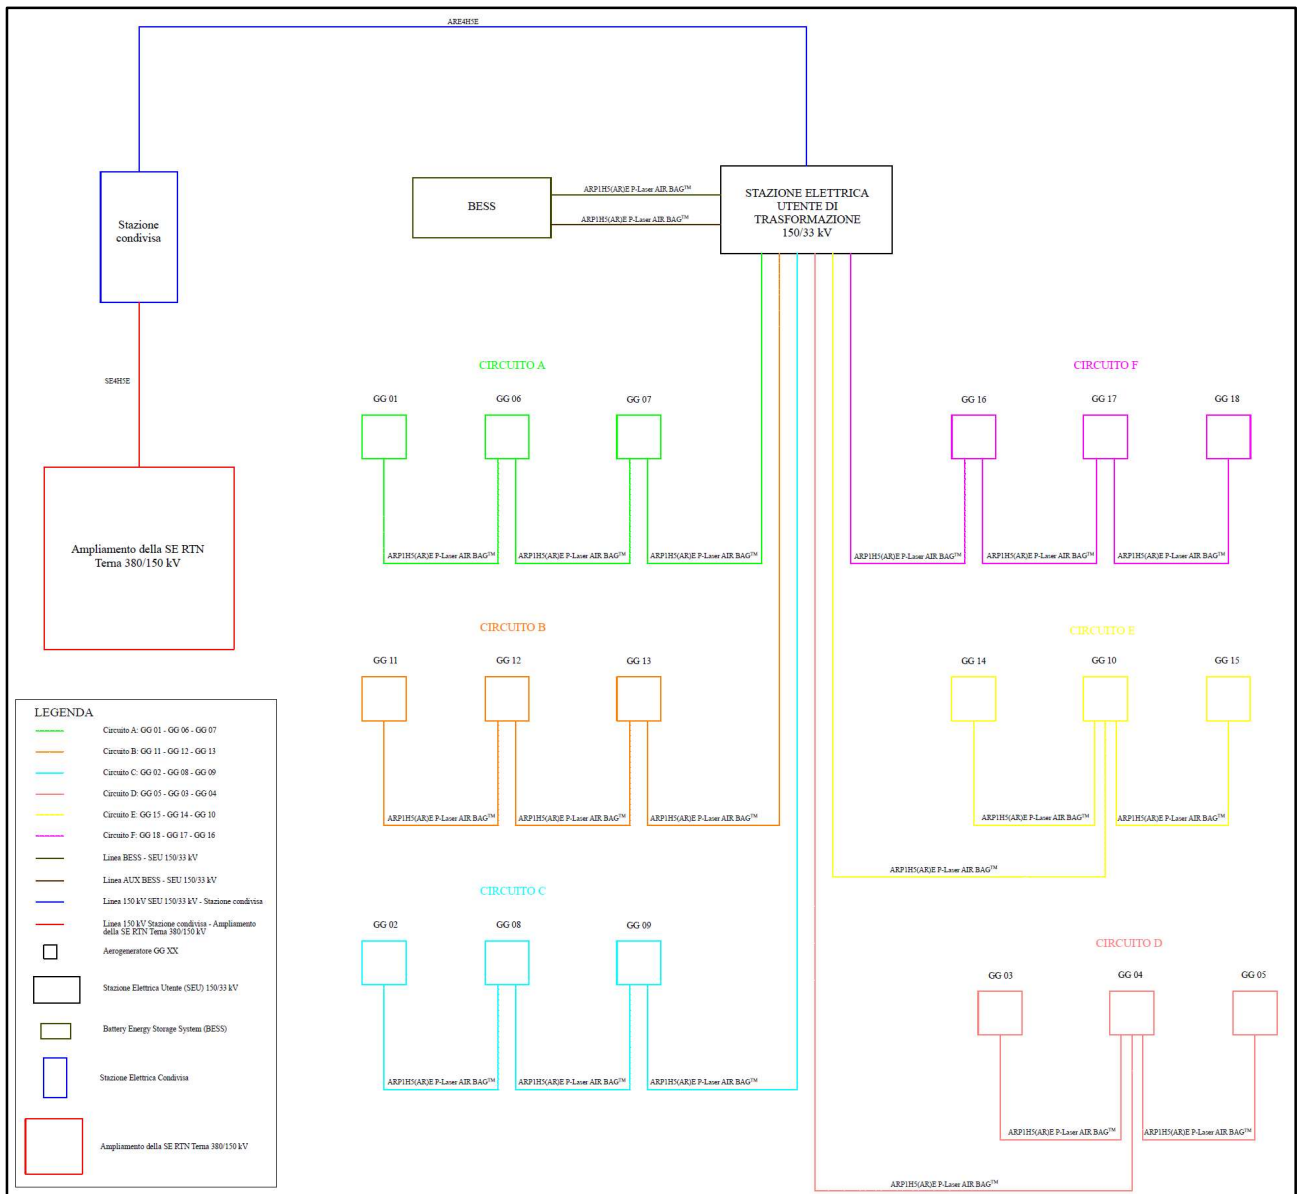 ARE4H5E
Stazione
condivisa
BESS
ARP1H5(AR)E P-Laser AIR BAG™
ARP1H5(AR)E P-Laser AIR BAG™
STAZIONE ELETTRICA
UTENTE DI
TRASFORMAZIONE
150/33 kV
SE4H5E
Ampliamento della SE RTN
Terna 380/150 kV
CIRCUITO A
GG 01
GG 06
GG 07
ARP1H5(AR)E P-Laser AIR BAG™
ARP1H5(AR)E P-Laser AIR BAG™
ARP1H5(AR)E P-Laser AIR BAG™
CIRCUITO F
GG 16
GG 17
GG 18
ARP1H5(AR)E P-Laser AIR BAG™
ARP1H5(AR)E P-Laser AIR BAG™
ARP1H5(AR)E P-Laser AIR BAG™
CIRCUITO B
GG 11
GG 12
GG 13
ARP1H5(AR)E P-Laser AIR BAG™
ARP1H5(AR)E P-Laser AIR BAG™
ARP1H5(AR)E P-Laser AIR BAG™
CIRCUITO E
GG 14
GG 10
GG 15
ARP1H5(AR)E P-Laser AIR BAG™
ARP1H5(AR)E P-Laser AIR BAG™
ARP1H5(AR)E P-Laser AIR BAG™
CIRCUITO C
GG 02
GG 08
GG 09
ARP1H5(AR)E P-Laser AIR BAG™
ARP1H5(AR)E P-Laser AIR BAG™
ARP1H5(AR)E P-Laser AIR BAG™
CIRCUITO D
GG 03
GG 04
GG 05
ARP1H5(AR)E P-Laser AIR BAG™
ARP1H5(AR)E P-Laser AIR BAG™
ARP1H5(AR)E P-Laser AIR BAG™
LEGENDA
Circuito A: GG 01 - GG 06 - GG 07
Circuito B: GG 11 - GG 12 - GG 13
Circuito C: GG 02 - GG 08 - GG 09
Circuito D: GG 05 - GG 03 - GG 04
Circuito E: GG 15 - GG 14 - GG 10
Circuito F: GG 18 - GG 17 - GG 16
Linea BESS - SEU 150/33 kV
Linea AUX BESS - SEU 150/33 kV
Linea 150 kV SEU 150/33 kV - Stazione condivisa
Linea 150 kV Stazione condivisa - Ampliamento
della SE RTN Terna 380/150 kV
Aerogeneratore GG XX
Stazione Elettrica Utente (SEU) 150/33 kV
Battery Energy Storage System (BESS)
Stazione Elettrica Condivisa
Ampliamento della SE RTN Terna 380/150 kV